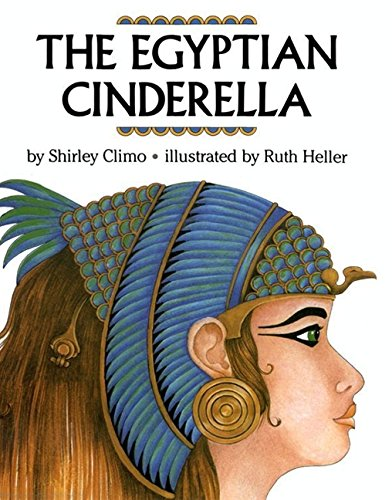 THE EGYPTIAN
CINDERELLA
by Shirley Climo • illustrated by Ruth Heller